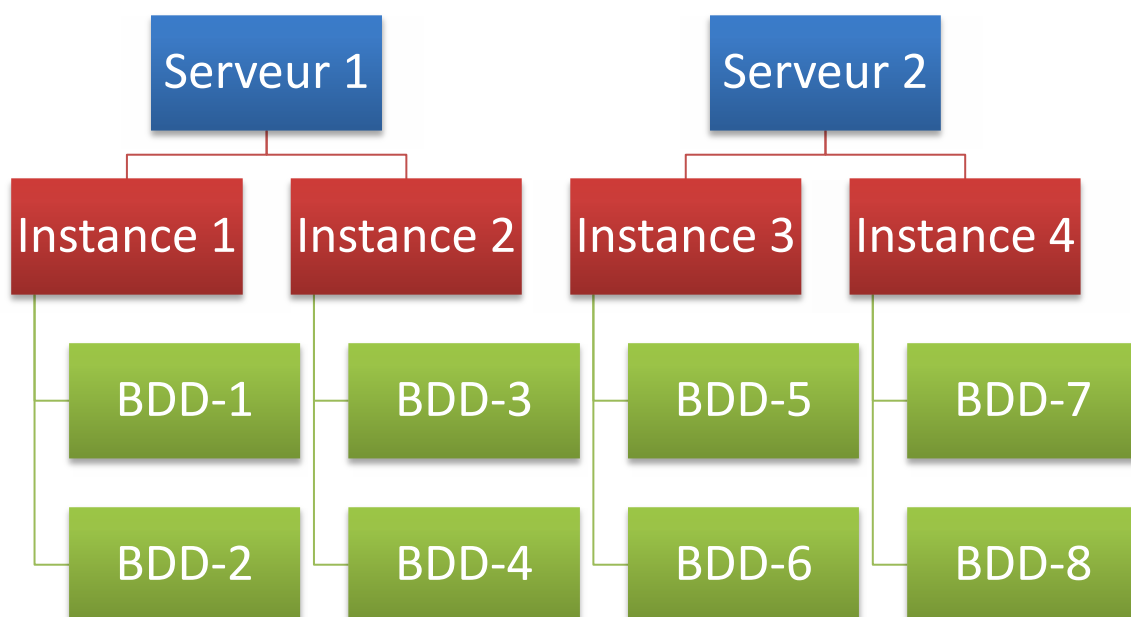 Serveur 1
Serveur 2
Instance 1
Instance 2
Instance 3
Instance 4
BDD-1
BDD-3
BDD-5
BDD-7
BDD-2
BDD-4
BDD-6
BDD-8